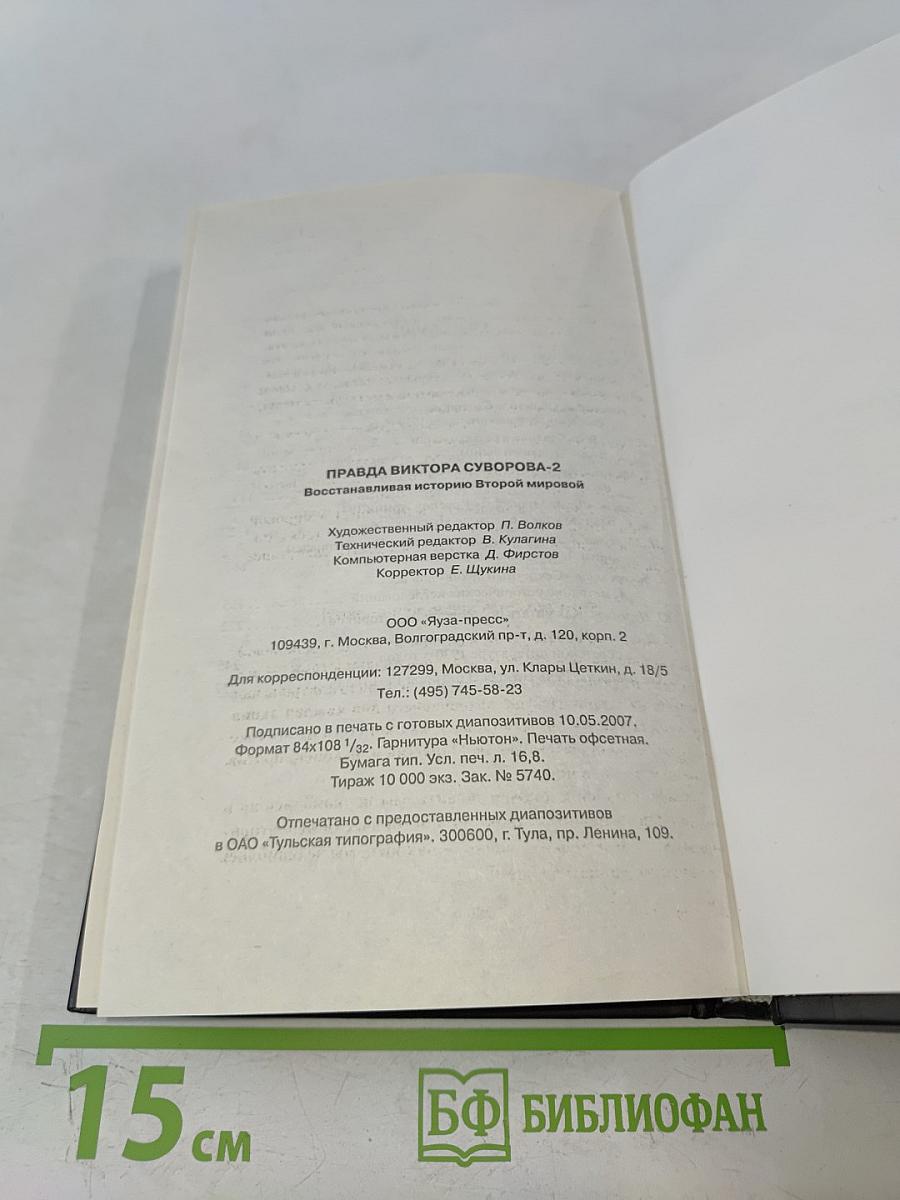 ПРАВДА ВИКТОРА СУВОРОВА-2
Восстанавливая историю Второй мировой
Художественный редактор П. Волков
Технический редактор В. Кулагина
Компьютерная верстка Д. Фирстов
Корректор Е. Щукина
ООО «Яуза-пресс»
109439, г. Москва, Волгоградский пр-т, д. 120, корп. 2
Для корреспонденции: 127299, Москва, ул. Клары Цеткин, д. 18/5
Тел.: (495) 745-58-23
Подписано в печать с готовых диапозитивов 10.05.2007.
Формат 84x108 1/32. Гарнитура «Ньютон». Печать офсетная.
Бумага тип. Усл. печ. л. 16,8.
Тираж 10 000 экз. Зак. № 5740.
Отпечатано с предоставленных диапозитивов
в ОАО «Тульская типография». 300600, г. Тула, пр. Ленина, 109.
15 см
БФ БИБЛИОФАН